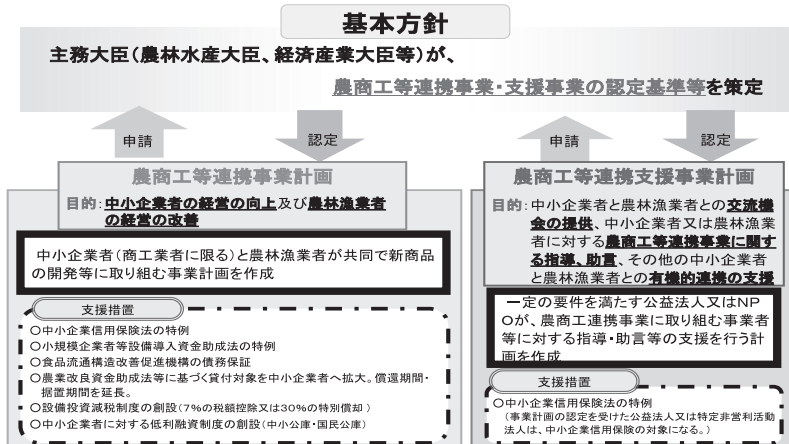 基本方針
主務大臣（農林水産大臣、経済産業大臣等）が、
農商工等連携事業・支援事業の認定基準等を策定
申請
認定
申請
認定
農商工等連携事業計画
目的：中小企業者の経営の向上及び農林漁業者
の経営の改善
中小企業者（商工業者に限る）と農林漁業者が共同で新商品
の開発等に取り組む事業計画を作成
支援措置
○中小企業信用保険法の特例
○小規模企業者等設備導入資金助成法の特例
○食品流通構造改善促進機構の債務保証
○農業改良資金助成法等に基づく貸付対象を中小企業者へ拡大。償還期間・
据置期間を延長。
○設備投資減税制度の創設（7％の税額控除又は30％の特別償却）
○中小企業者に対する低利融資制度の創設（中小公庫・国民公庫）
農商工等連携支援事業計画
目的：中小企業者と農林漁業者との交流機
会の提供、中小企業者又は農林漁業
者に対する農商工等連携事業に関す
る指導、助言、その他の中小企業者
と農林漁業者との有機的連携の支援
一定の要件を満たす公益法人又はNP
Oが、農商工連携事業に取り組む事業者
等に対する指導・助言等の支援を行う計
画を作成
支援措置
○中小企業信用保険法の特例
（事業計画の認定を受けた公益法人又は特定非営利活動
法人は、中小企業信用保険の対象になる。）